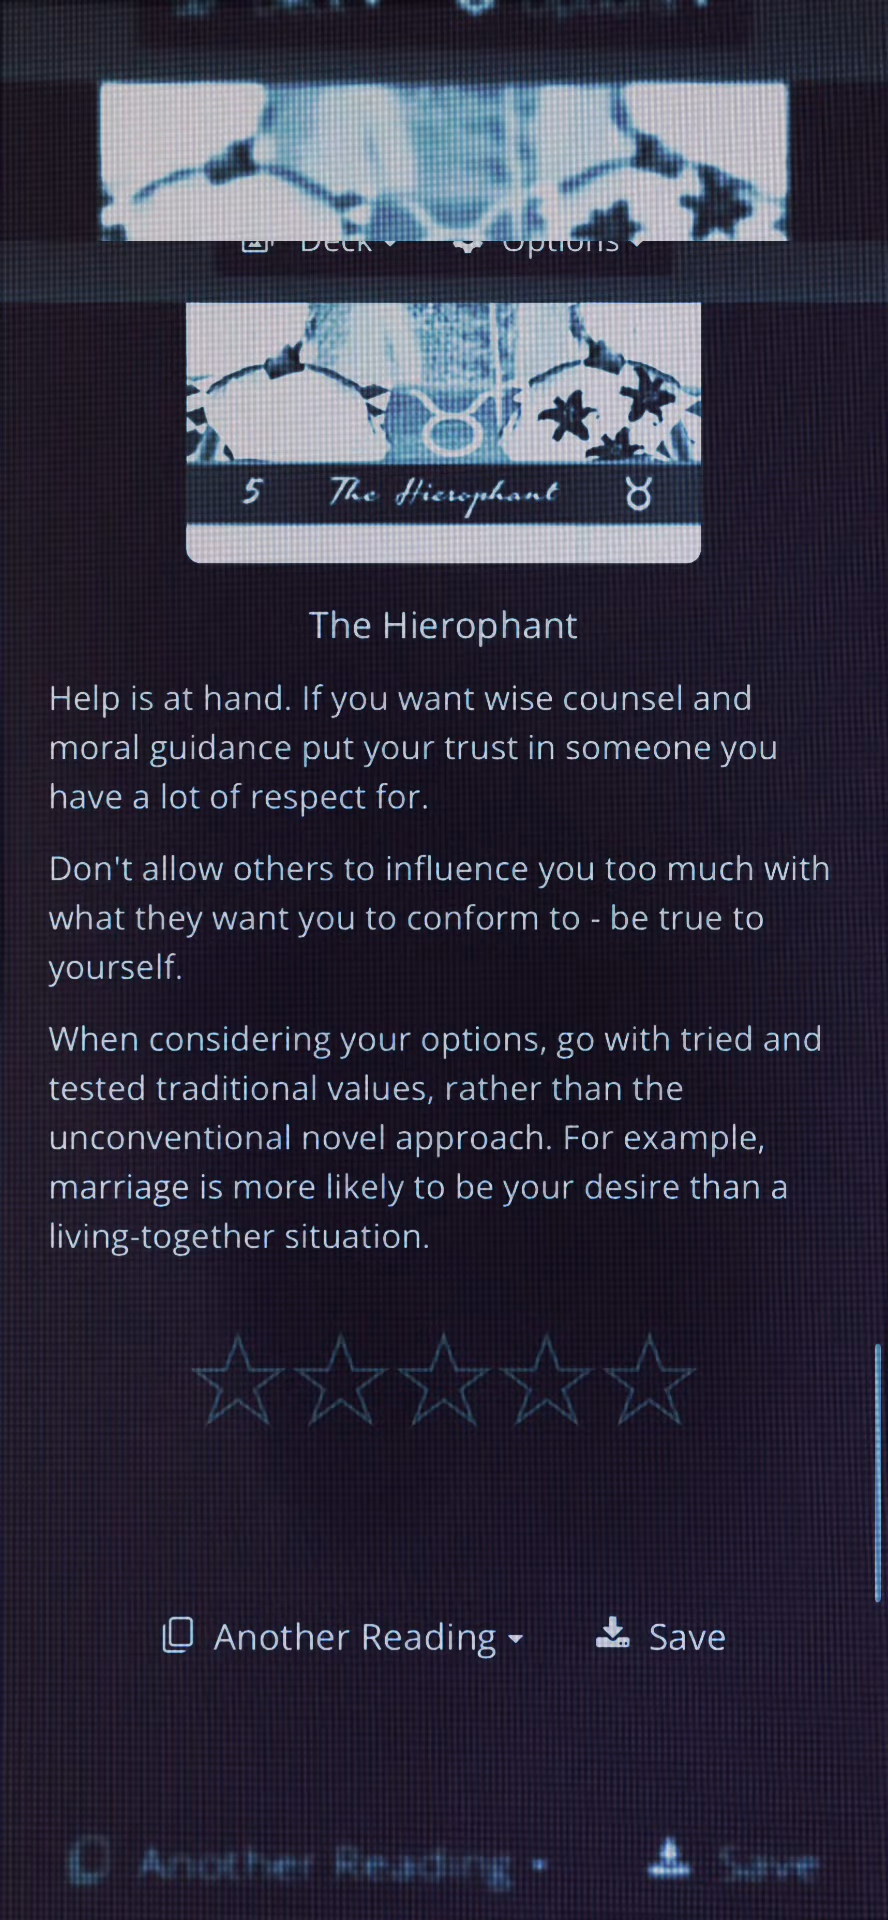 Deck Options
5 The Hierophant ♉
The Hierophant
Help is at hand. If you want wise counsel and
moral guidance put your trust in someone you
have a lot of respect for.
Don't allow others to influence you too much with
what they want you to conform to - be true to
yourself.
When considering your options, go with tried and
tested traditional values, rather than the
unconventional novel approach. For example,
marriage is more likely to be your desire than a
living-together situation.
Another Reading Save
Another Reading Save